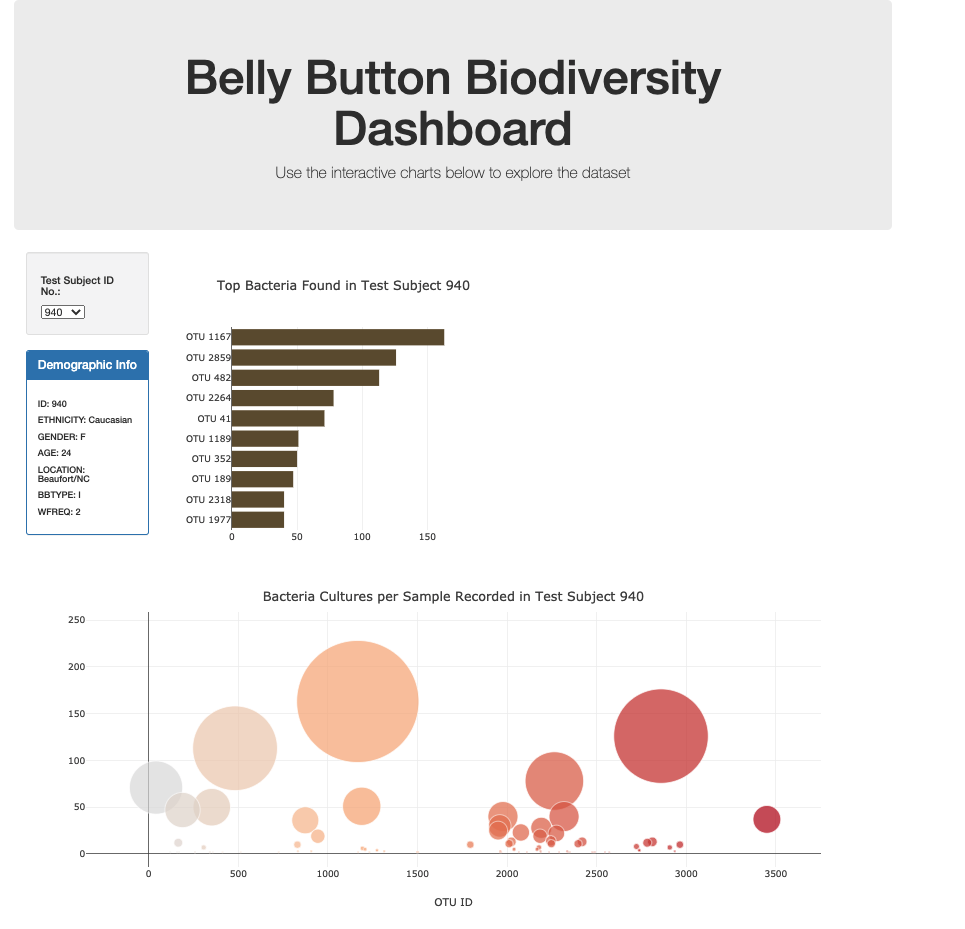 Belly Button Biodiversity
Dashboard
Use the interactive charts below to explore the dataset
Test Subject ID
No.:
940
Demographic Info
ID: 940
ETHNICITY: Caucasian
GENDER: F
AGE: 24
LOCATION:
Beaufort/NC
BBTYPE: I
WFREQ: 2
Top Bacteria Found in Test Subject 940
OTU 1167
OTU 2859
OTU 482
OTU 2264
OTU 41
OTU 1189
OTU 352
OTU 189
OTU 2318
OTU 1977
0 50 100 150
Bacteria Cultures per Sample Recorded in Test Subject 940
250
200
150
100
50
0
0 500 1000 1500 2000 2500 3000 3500
OTU ID